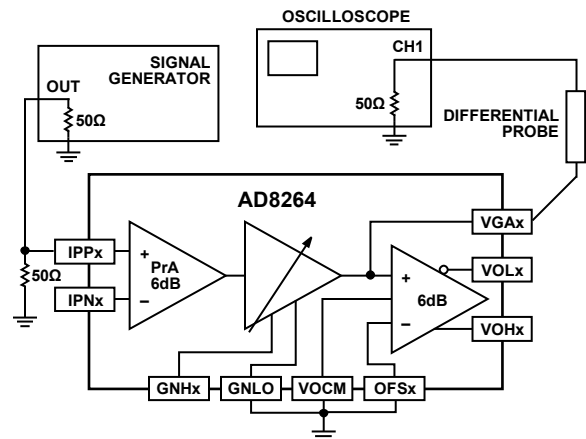 OSCILLOSCOPE
SIGNAL
GENERATOR
OUT
50Ω
CH1
50Ω
DIFFERENTIAL
PROBE
AD8264
IPPx
50Ω
IPNx
+
PrA
6dB
–
+
6dB
–
VGAx
VOLx
VOHx
GNHx
GNLO
VOCM
OFSx